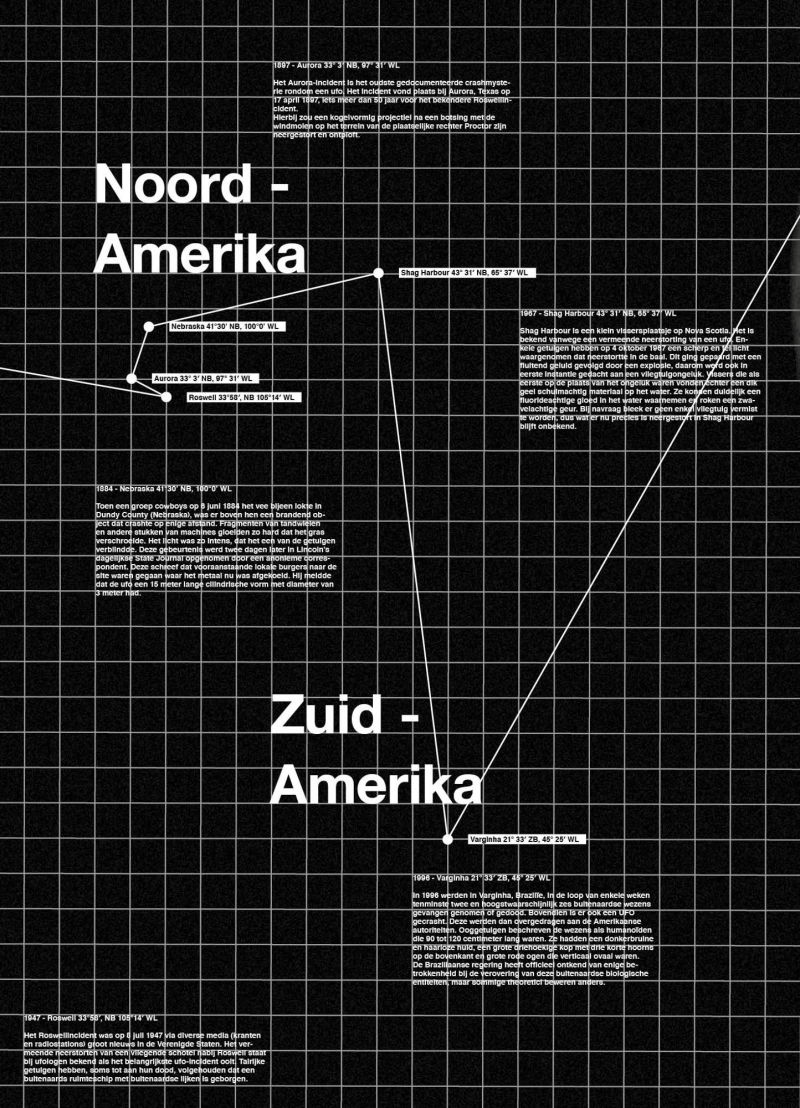 1897 - Aurora 33° 3′ NB, 97° 31′ WL
Het Aurora-incident is het oudste gedocumenteerde crashmyste-
rie rondom een ufo. Het incident vond plaats bij Aurora, Texas op
17 april 1897, iets meer dan 50 jaar voor het bekendere Roswellin-
cident.
Hierbij zou een kogelvormig projectiel na een botsing met de
windmolen op het terrein van de plaatselijke rechter Proctor zijn
neergestort en ontploft.
Noord -
Amerika
Shag Harbour 43° 31′ NB, 65° 37′ WL
Nebraska 41°30′ NB, 100°0′ WL
Aurora 33° 3′ NB, 97° 31′ WL
Roswell 33°58′, NB 105°14′ WL
1967 - Shag Harbour 43° 31′ NB, 65° 37′ WL
Shag Harbour is een klein vissersplaatsje op Nova Scotia. Het is
bekend vanwege een vermeende neerstorting van een ufo. En-
kele getuigen hebben op 4 oktober 1967 een scherp en fel licht
waargenomen dat neerstortte in de baai. Dit ging gepaard met een
fluitend geluid gevolgd door een explosie, daarom werd ook in
eerste instantie gedacht aan een vliegtuigongeluk. Vissers die als
eerste op de plaats van het ongeluk waren vonden echter een dik
geel schuimachtig materiaal op het water. Ze konden duidelijk een
fluorideachtige gloed in het water waarnemen en roken een zwa-
velachtige geur. Bij navraag bleek er geen enkel vliegtuig vermist
te worden, dus wat er nu precies is neergestort in Shag Harbour
blijft onbekend.
1884 - Nebraska 41°30′ NB, 100°0′ WL
Toen een groep cowboys op 6 juni 1884 het vee bijeen lokte in
Dundy County (Nebraska), was er boven hen een brandend ob-
ject dat crashte op enige afstand. Fragmenten van tandwielen
en andere stukken van machines gloeiden zo hard dat het gras
verschroeide. Het licht was zo intens, dat het een van de getuigen
verblindde. Deze gebeurtenis werd twee dagen later in Lincoln's
dagelijkse State Journal opgenomen door een anonieme corres-
pondent. Deze schreef dat vooraanstaande lokale burgers naar de
site waren gegaan waar het metaal nu was afgekoeld. Hij meldde
dat de ufo een 15 meter lange cilindrische vorm met diameter van
3 meter had.
Zuid -
Amerika
Varginha 21° 33′ ZB, 45° 25′ WL
1996 - Varginha 21° 33′ ZB, 45° 25′ WL
In 1996 werden in Varginha, Brazilïe, in de loop van enkele weken
tenminste twee en hoogstwaarschijnlijk zes buitenaardse wezens
gevangen genomen of gedood. Bovendien is er ook een UFO
gecrasht. Deze werden dan overgedragen aan de Amerikaanse
autoriteiten. Ooggetuigen beschreven de wezens als humanoïden
die 90 tot 120 centimeter lang waren. Ze hadden een donkerbruine
en haarloze huid, een grote driehoekige kop met drie korte hoorns
op de bovenkant en grote rode ogen die verticaal ovaal waren.
De Braziliaanse regering heeft officieel ontkend van enige be-
trokkenheid bij de verovering van deze buitenaardse biologische
entiteiten, maar sommige theoretici beweren anders.
1947 - Roswell 33°58′, NB 105°14′ WL
Het Roswellincident was op 8 juli 1947 via diverse media (kranten
en radiostations) groot nieuws in de Verenigde Staten. Het ver-
meende neerstorten van een vliegende schotel nabij Roswell staat
bij ufologen bekend als het belangrijkste ufo-incident ooit. Talrijke
getuigen hebben, soms tot aan hun dood, volgehouden dat een
buitenaards ruimteschip met buitenaardse lijken is geborgen.